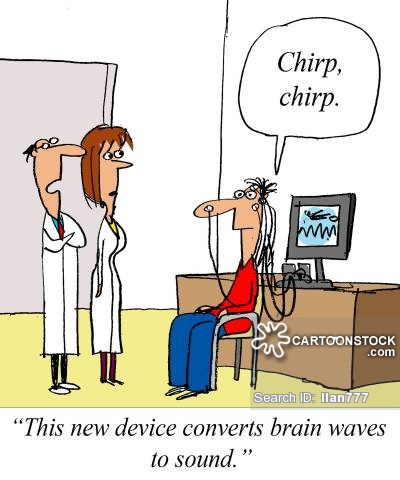 Chirp,
chirp.
CARTOONSTOCK
.com
Search ID: llan777
“This new device converts brain waves
to sound.”